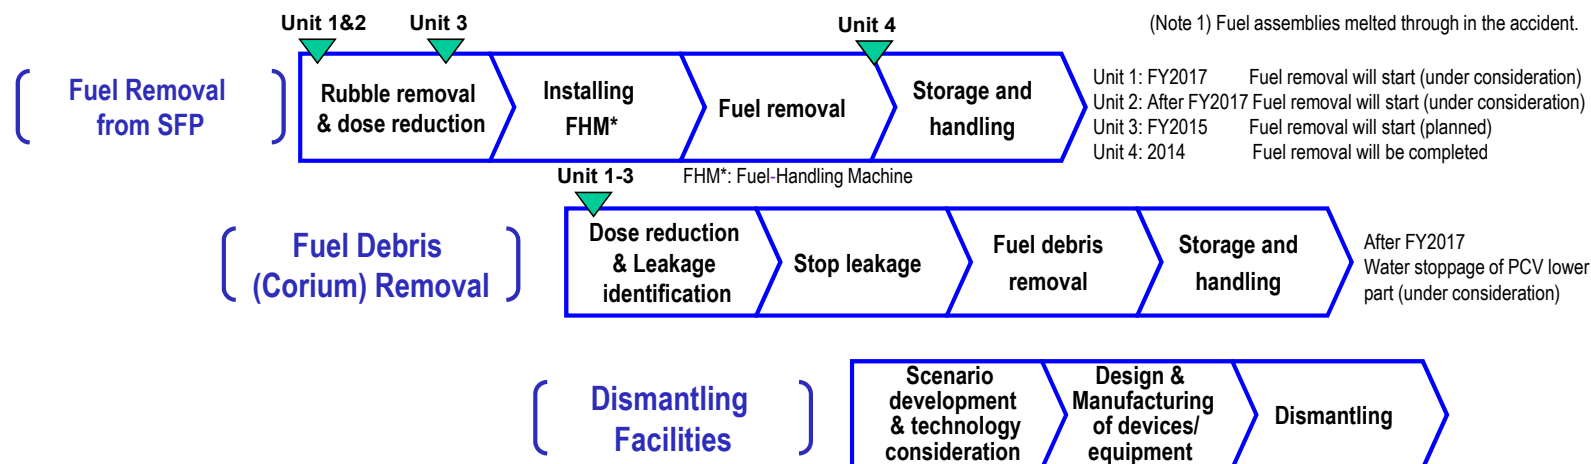 Unit 1&2
Unit 3
Unit 4
(Note 1) Fuel assemblies melted through in the accident.
Fuel Removal
from SFP
Rubble removal
& dose reduction
Installing
FHM*
Fuel removal
Storage and
handling
Unit 1: FY2017 Fuel removal will start (under consideration)
Unit 2: After FY2017 Fuel removal will start (under consideration)
Unit 3: FY2015 Fuel removal will start (planned)
Unit 4: 2014 Fuel removal will be completed
Unit 1-3
FHM*: Fuel-Handling Machine
Fuel Debris
(Corium) Removal
Dose reduction
& Leakage
identification
Stop leakage
Fuel debris
removal
Storage and
handling
After FY2017
Water stoppage of PCV lower
part (under consideration)
Dismantling
Facilities
Scenario
development
& technology
consideration
Design &
Manufacturing
of devices/
equipment
Dismantling